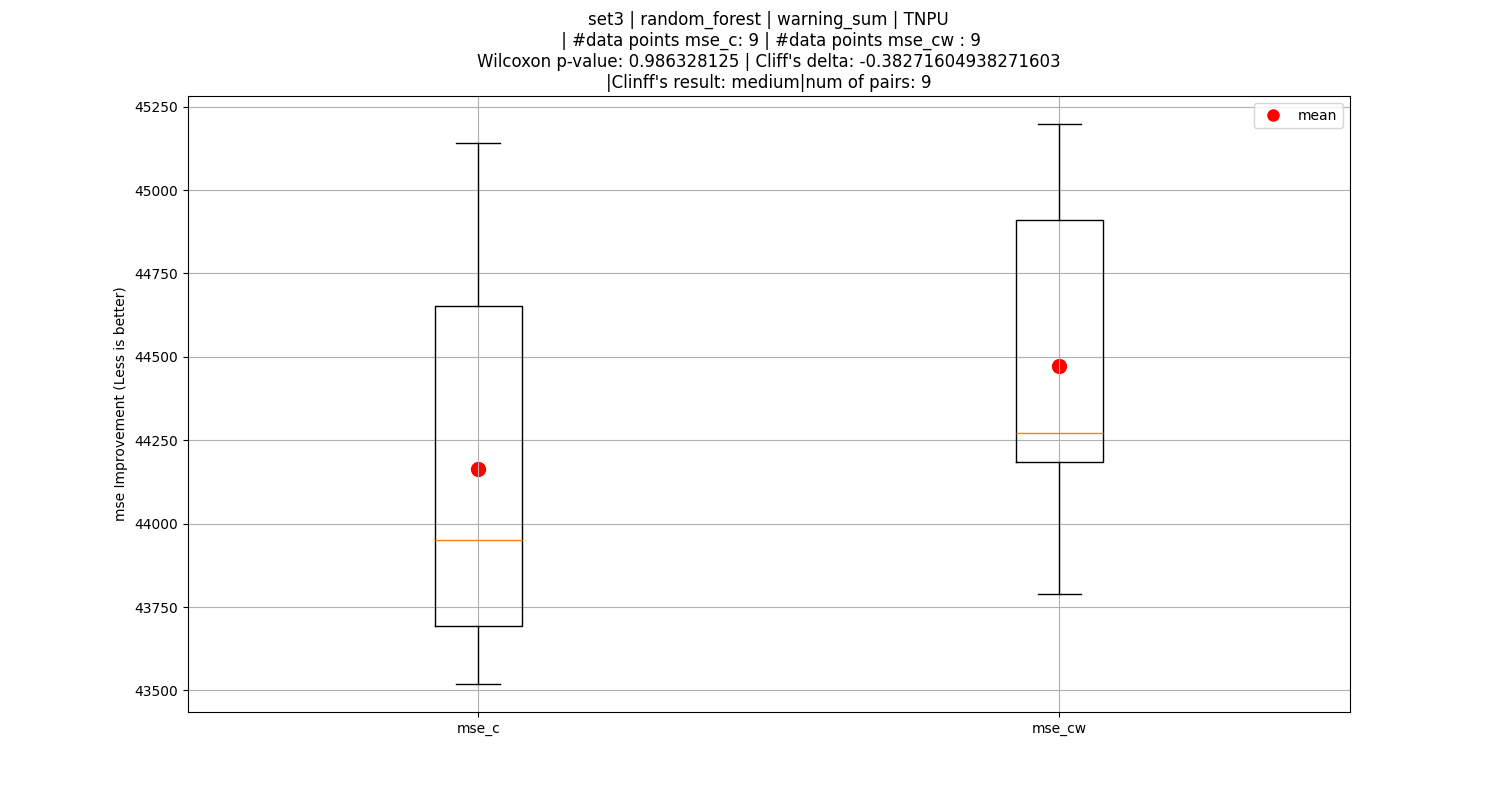 set3 | random_forest | warning_sum | TNPU
| #data points mse_c: 9 | #data points mse_cw : 9
Wilcoxon p-value: 0.986328125 | Cliff's delta: -0.38271604938271603
|Clinff's result: medium|num of pairs: 9
mean
mse Improvement (Less is better)
45250
45000
44750
44500
44250
44000
43750
43500
mse_c
mse_cw